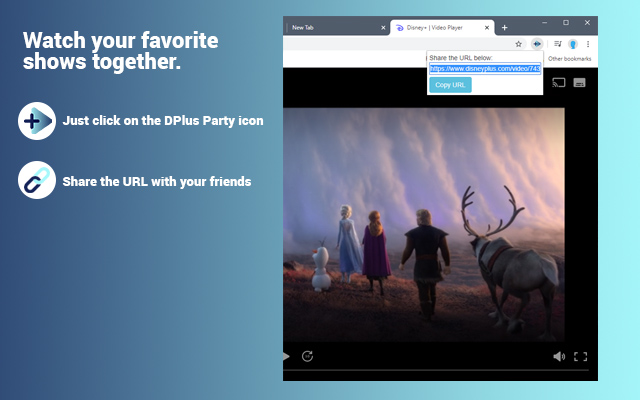 Watch your favorite
shows together.
Just click on the DPlus Party icon
Share the URL with your friends
New Tab
Disney+ | Video Player
Other bookmarks
Share the URL below:
https://www.disneyplus.com/video/743
Copy URL